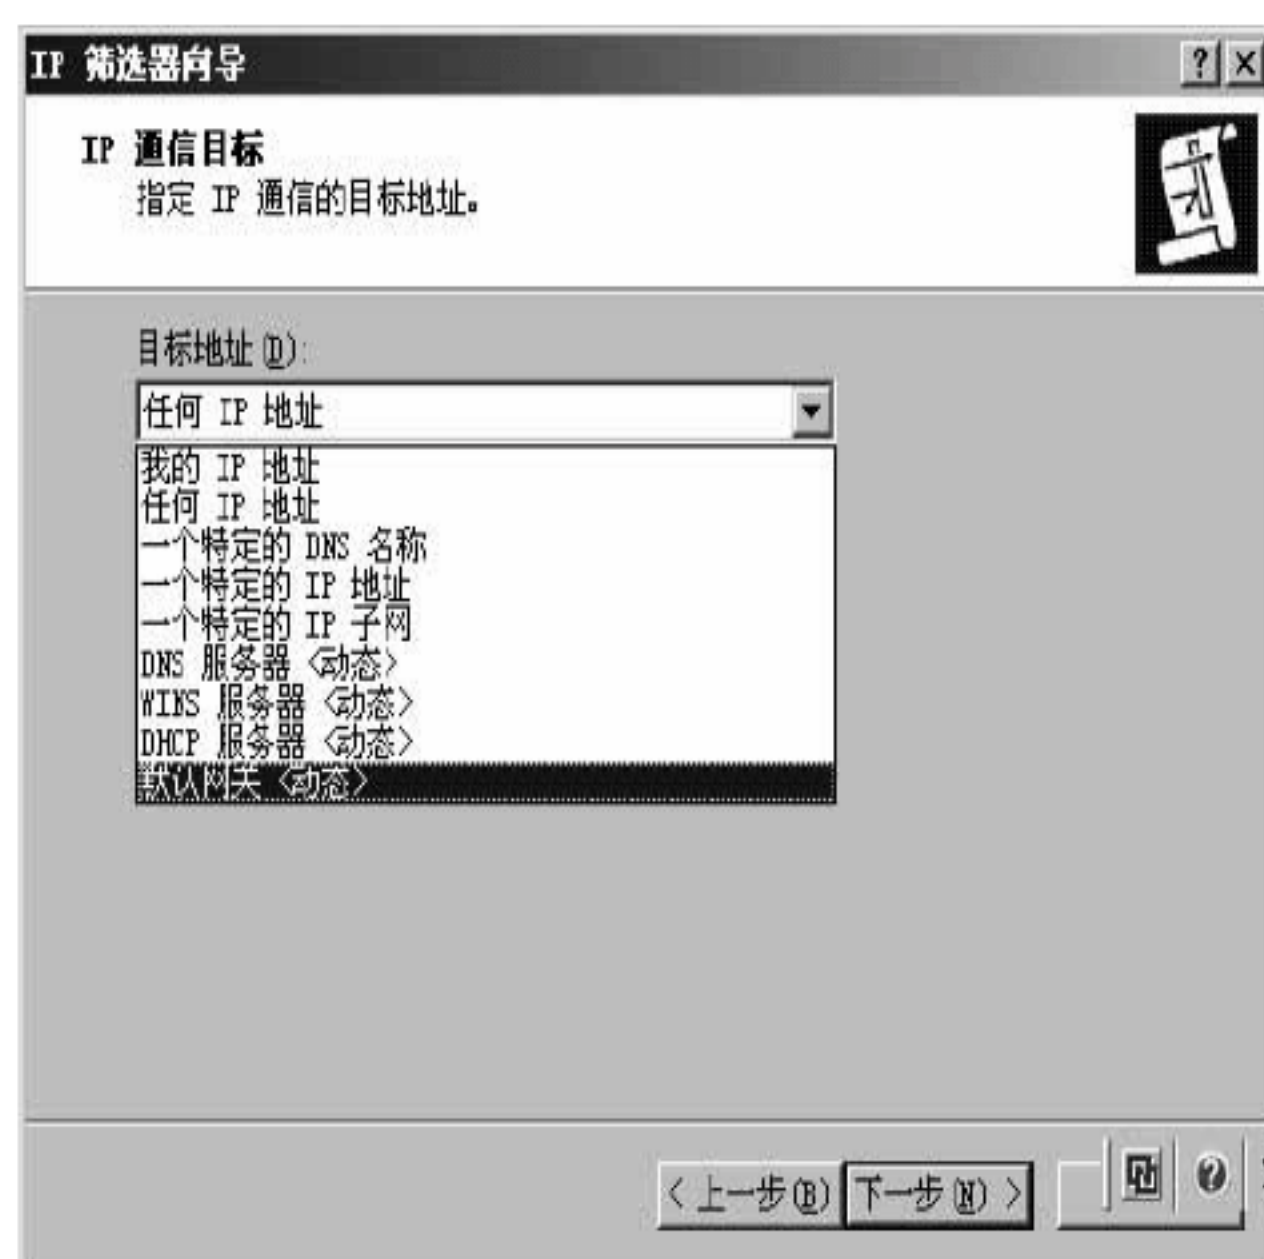 IP 筛选器向导
IP 通信目标
指定 IP 通信的目标地址。
目标地址(D):
任何 IP 地址
我的 IP 地址
任何 IP 地址
一个特定的 DNS 名称
一个特定的 IP 地址
一个特定的 IP 子网
DNS 服务器 <动态>
WINS 服务器 <动态>
DHCP 服务器 <动态>
默认网关 <动态>
< 上一步(B) 下一步(N) >